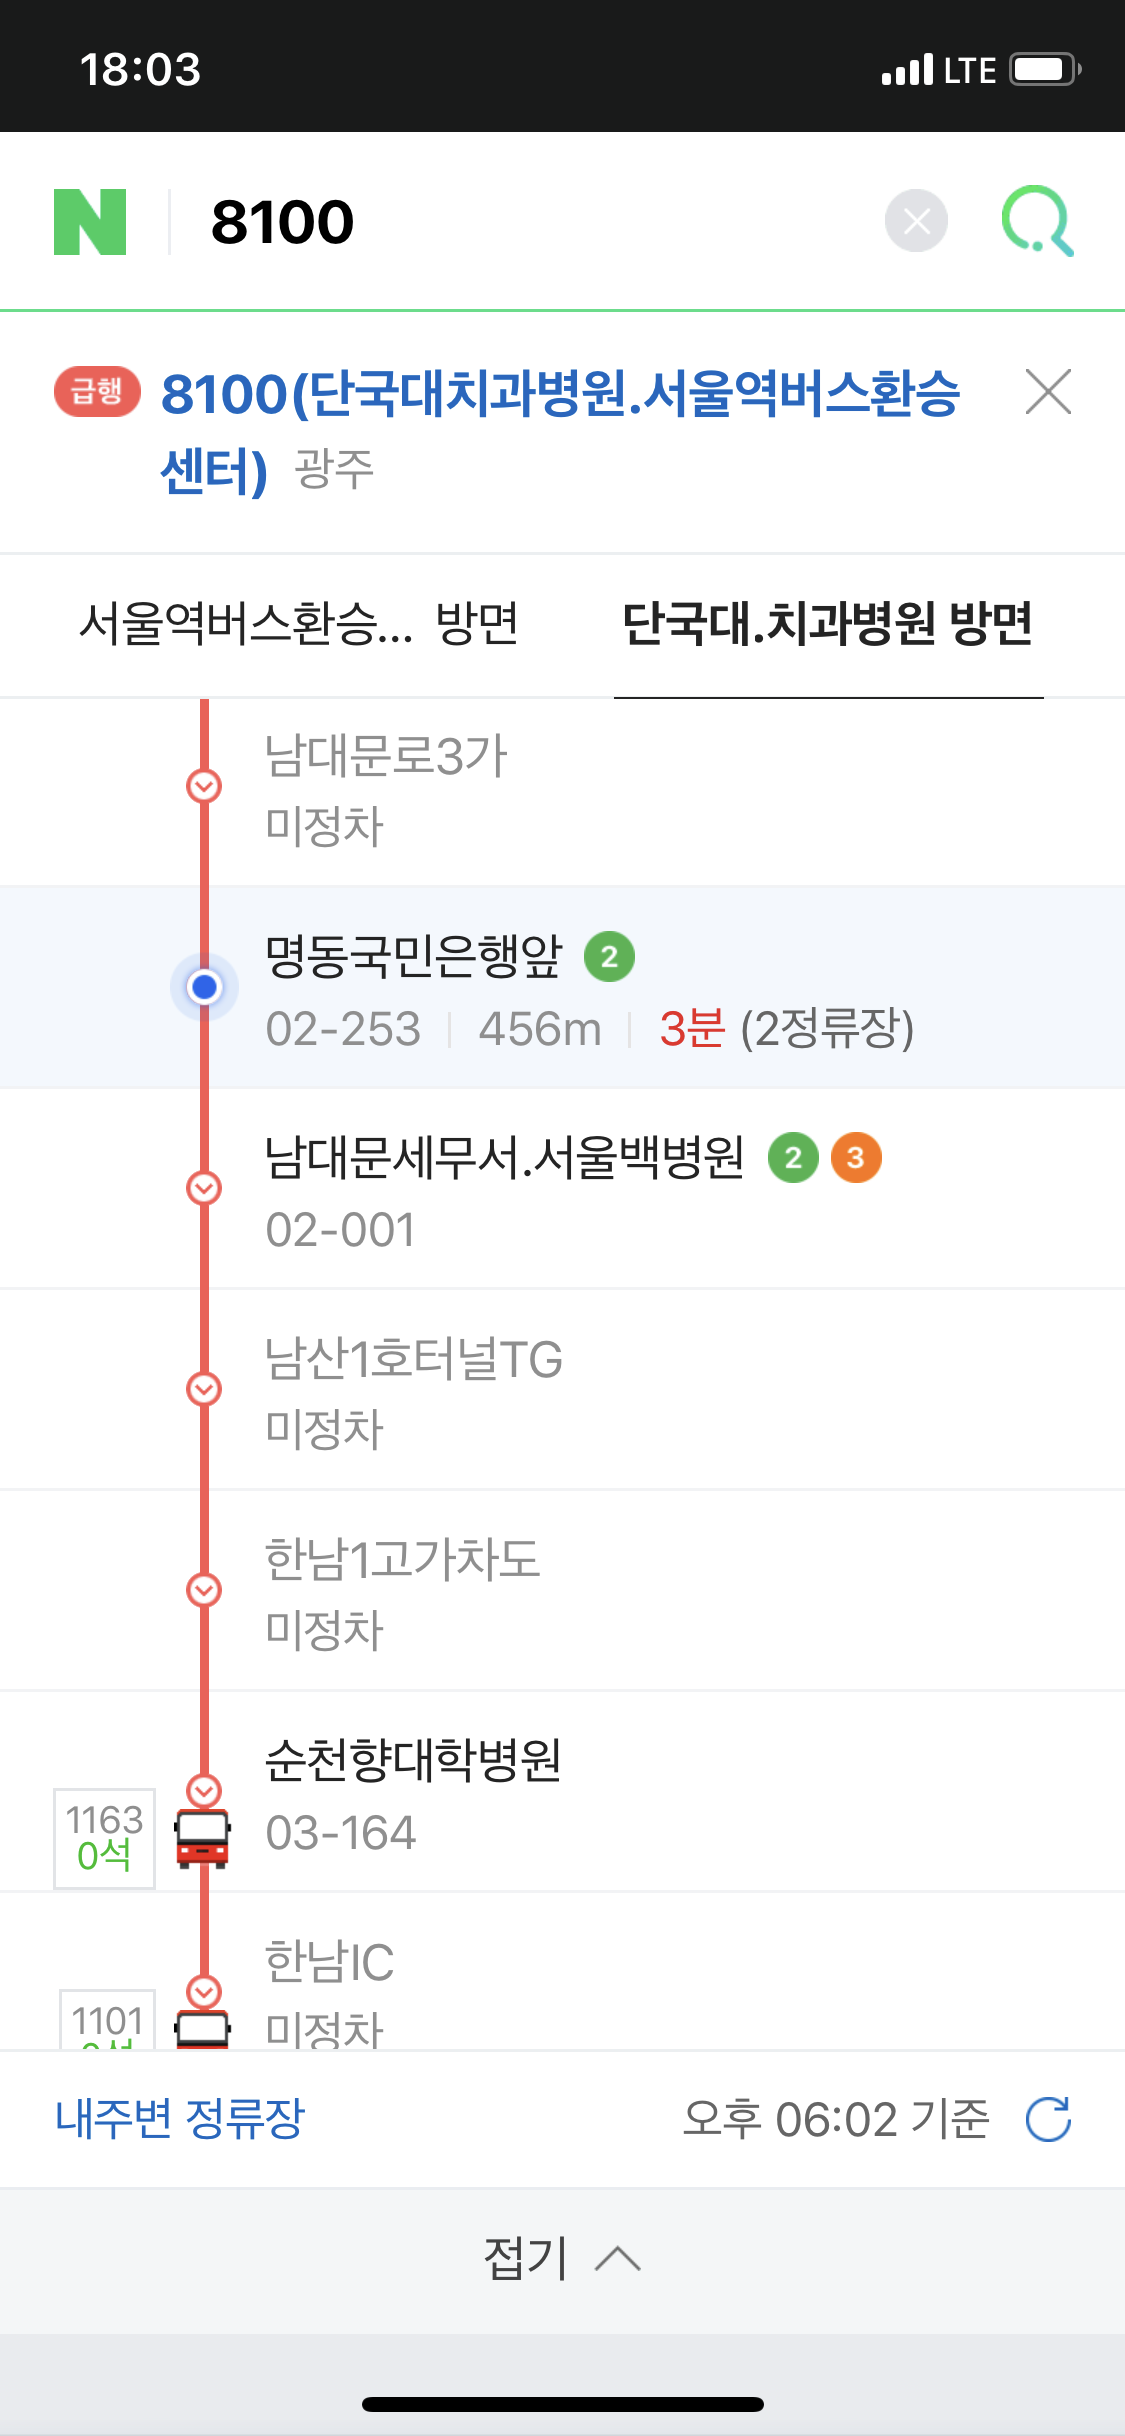 18:03 LTE
N 8100
급행 8100(단국대치과병원.서울역버스환승
센터) 광주
서울역버스환승... 방면 단국대.치과병원 방면
남대문로3가
미정차
명동국민은행앞 2
02-253 456m 3분 (2정류장)
남대문세무서.서울백병원 2 3
02-001
남산1호터널TG
미정차
한남1고가차도
미정차
순천향대학병원
1163
0석
03-164
한남IC
1101
0석
미정차
내주변 정류장 오후 06:02 기준
접기